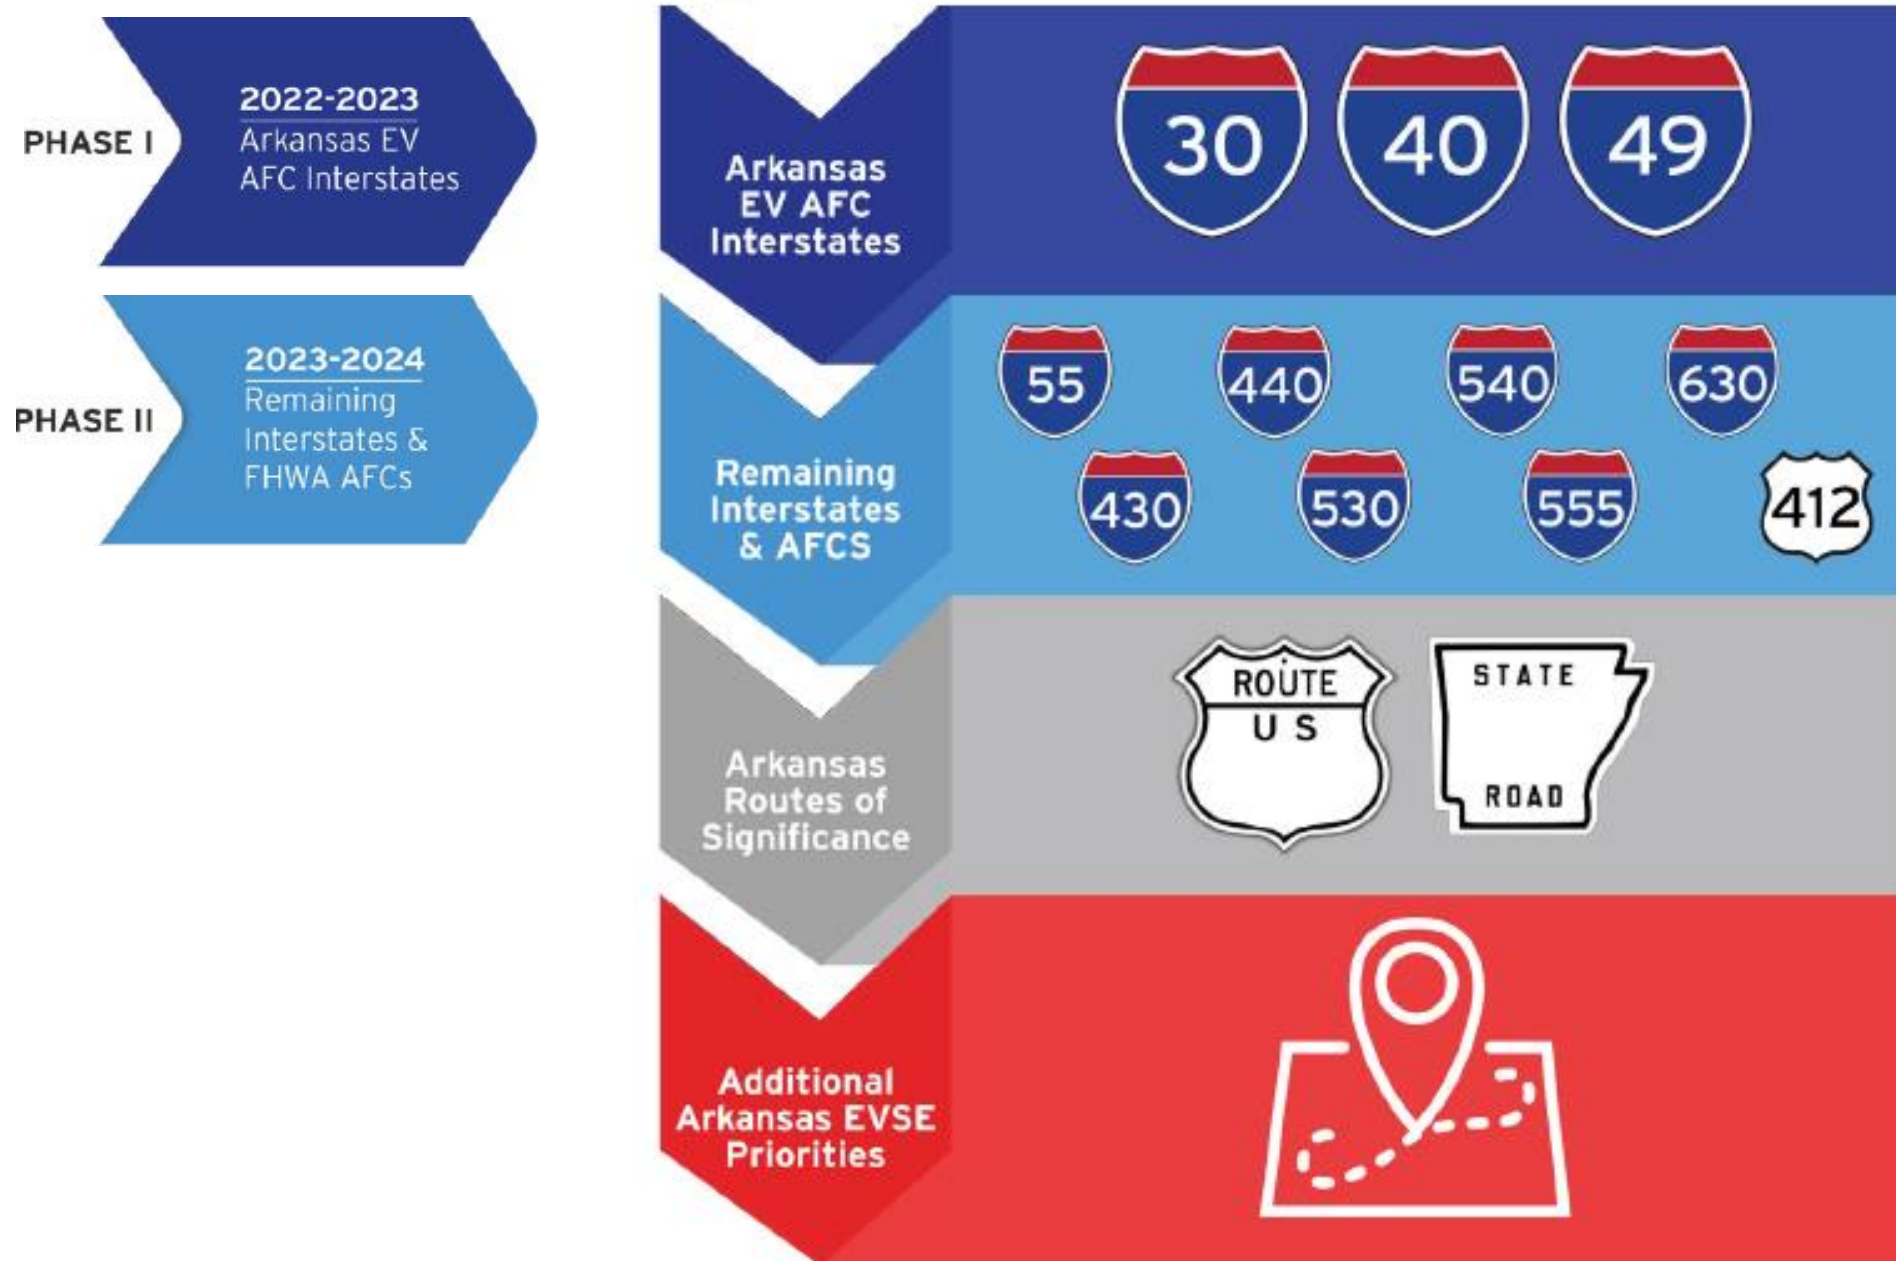 PHASE I
2022-2023
Arkansas EV
AFC Interstates
PHASE II
2023-2024
Remaining
Interstates &
FHWA AFCs
Arkansas
EV AFC
Interstates
30 40 49
Remaining
Interstates
& AFCS
55 440 540 630
430 530 555 412
Arkansas
Routes of
Significance
ROUTE
U S
STATE
ROAD
Additional
Arkansas EVSE
Priorities